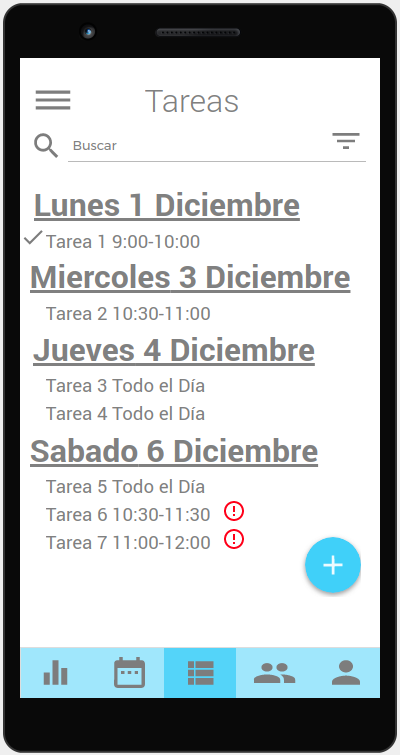 Tareas
Buscar
Lunes 1 Diciembre
Tarea 1 9:00-10:00
Miercoles 3 Diciembre
Tarea 2 10:30-11:00
Jueves 4 Diciembre
Tarea 3 Todo el Día
Tarea 4 Todo el Día
Sabado 6 Diciembre
Tarea 5 Todo el Día
Tarea 6 10:30-11:30
Tarea 7 11:00-12:00